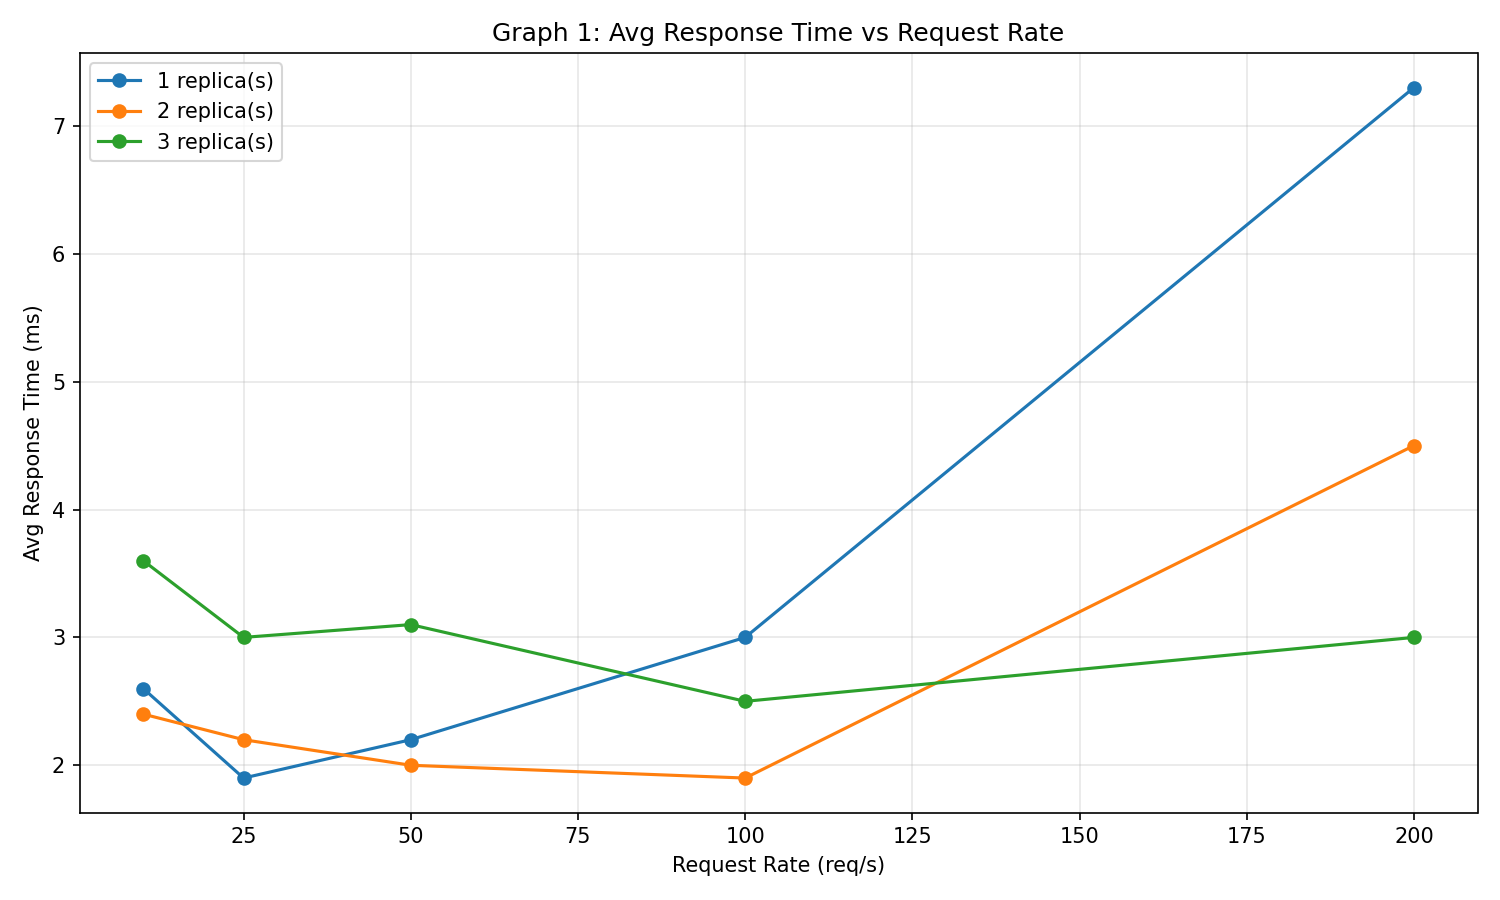 Graph 1: Avg Response Time vs Request Rate
1 replica(s)
2 replica(s)
3 replica(s)
Avg Response Time (ms)
7
6
5
4
3
2
25 50 75 100 125 150 175 200
Request Rate (req/s)